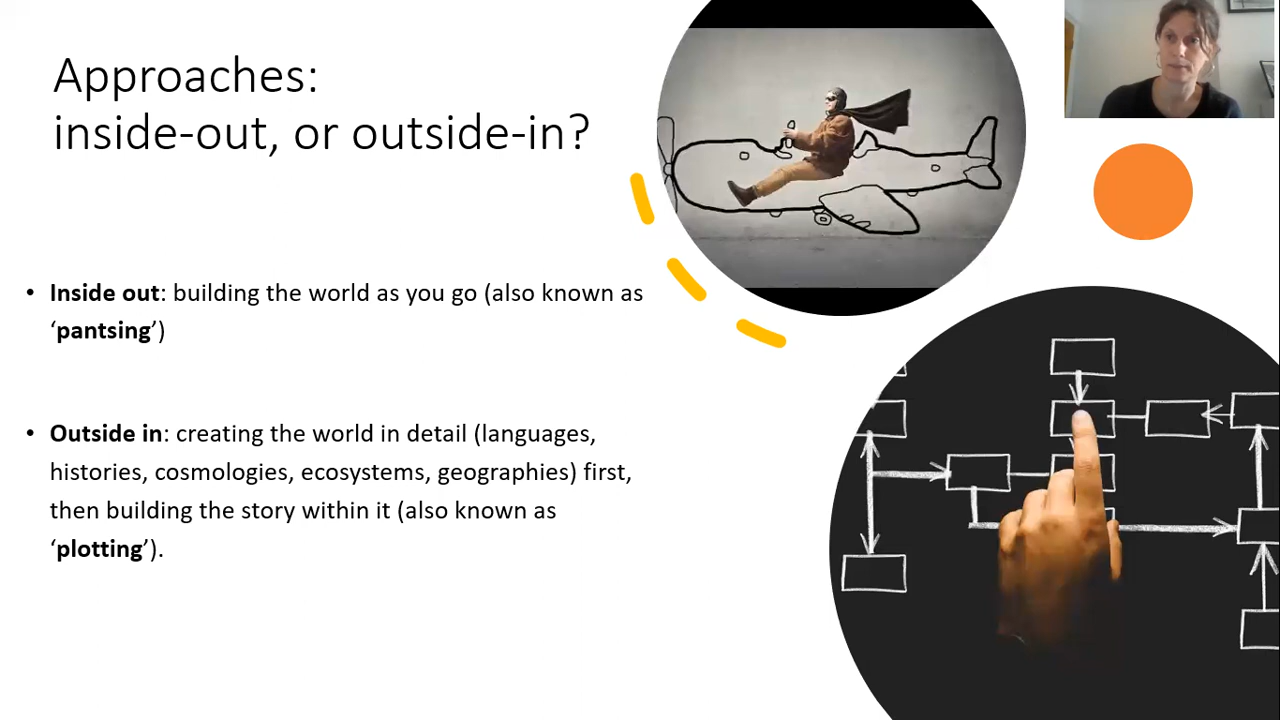 Approaches:
inside-out, or outside-in?
• Inside out: building the world as you go (also known as
‘pantsing’)
• Outside in: creating the world in detail (languages,
histories, cosmologies, ecosystems, geographies) first,
then building the story within it (also known as
‘plotting’).